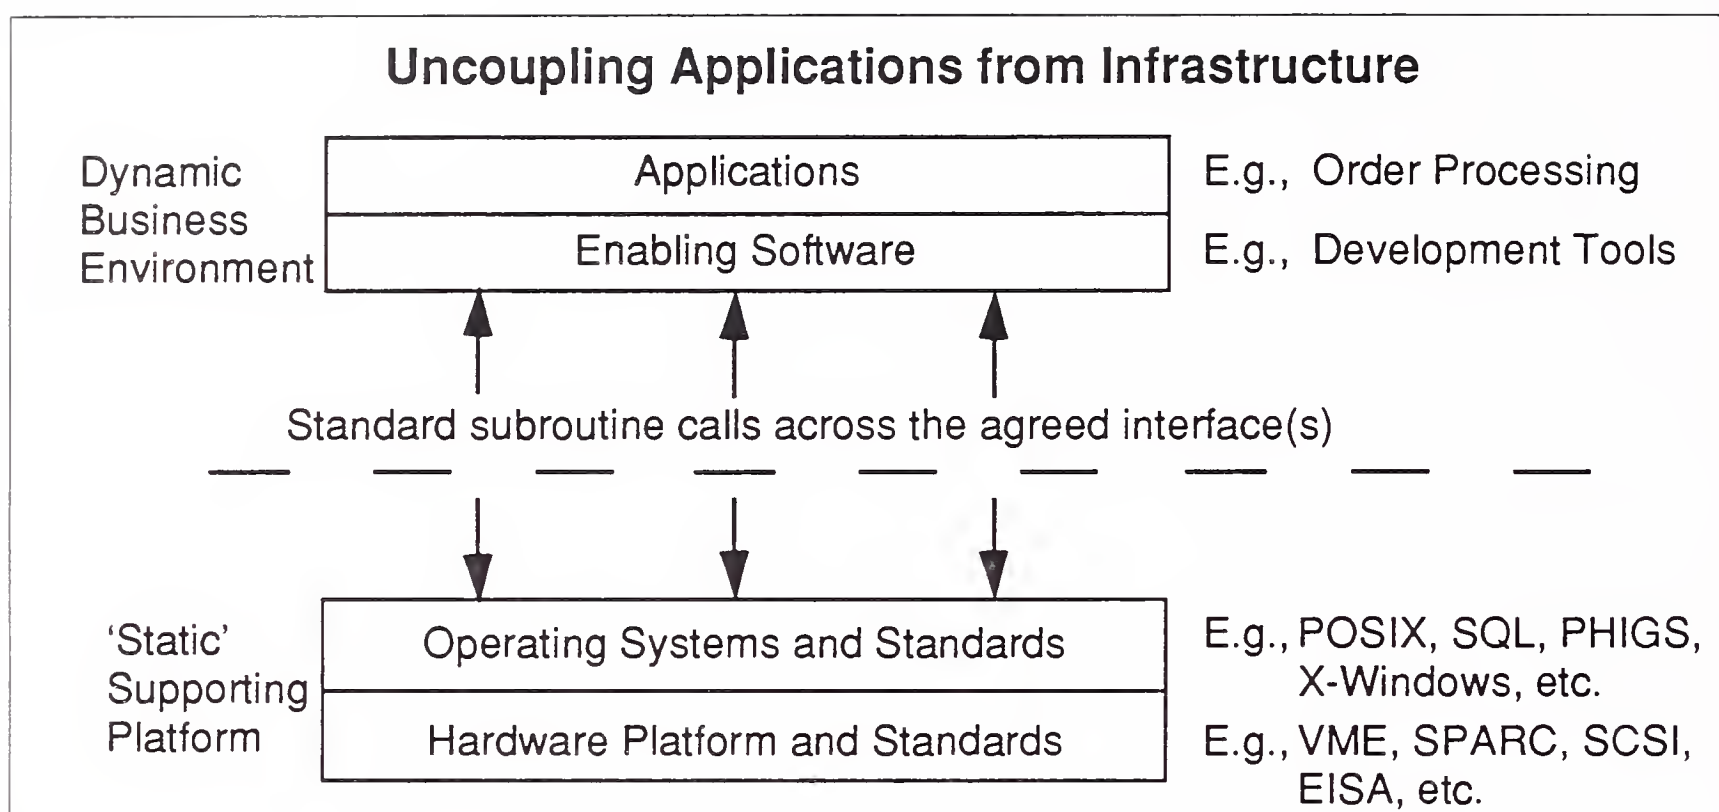 Uncoupling Applications from Infrastructure
Dynamic
Business
Environment
Applications
E.g., Order Processing
Enabling Software
E.g., Development Tools
Standard subroutine calls across the agreed interface(s)
‘Static’
Supporting
Platform
Operating Systems and Standards
E.g., POSIX, SQL, PHIGS,
X-Windows, etc.
Hardware Platform and Standards
E.g., VME, SPARC, SCSI,
EISA, etc.